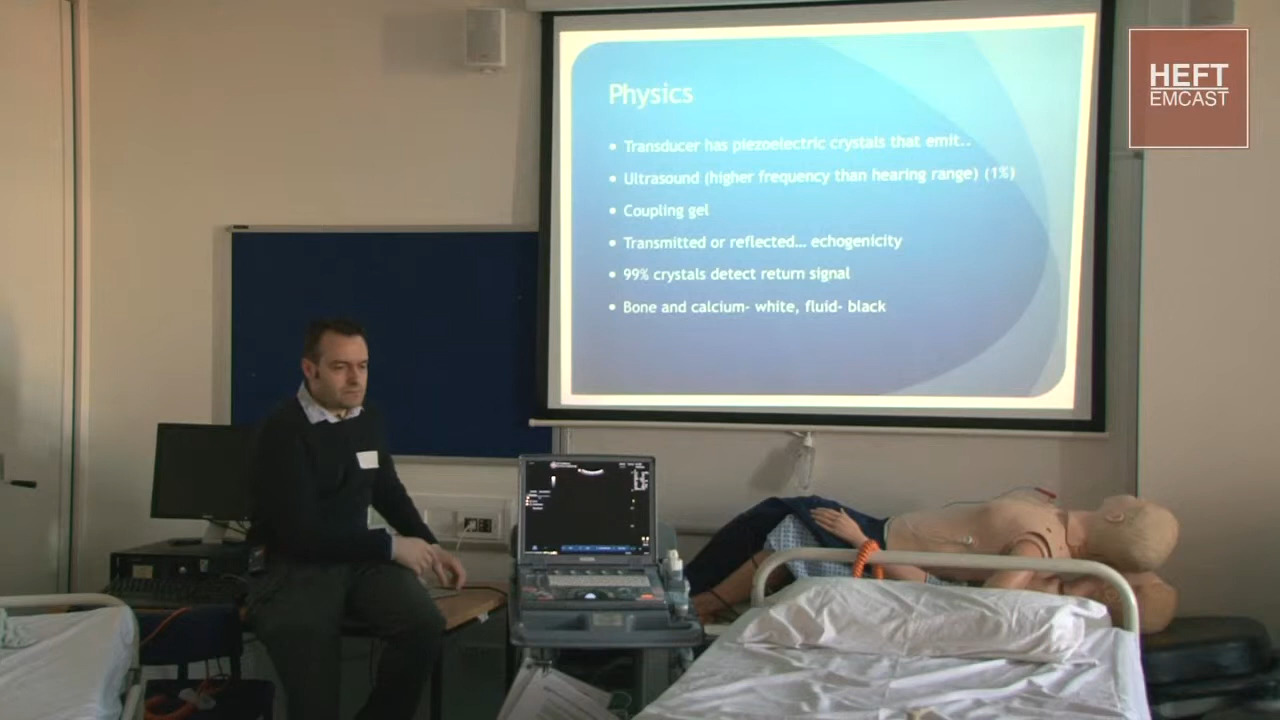 Physics
• Transducer has piezoelectric crystals that emit..
• Ultrasound (higher frequency than hearing range) (1%)
• Coupling gel
• Transmitted or reflected... echogenicity
• 99% crystals detect return signal
• Bone and calcium- white, fluid- black
HEFT
EMCAST